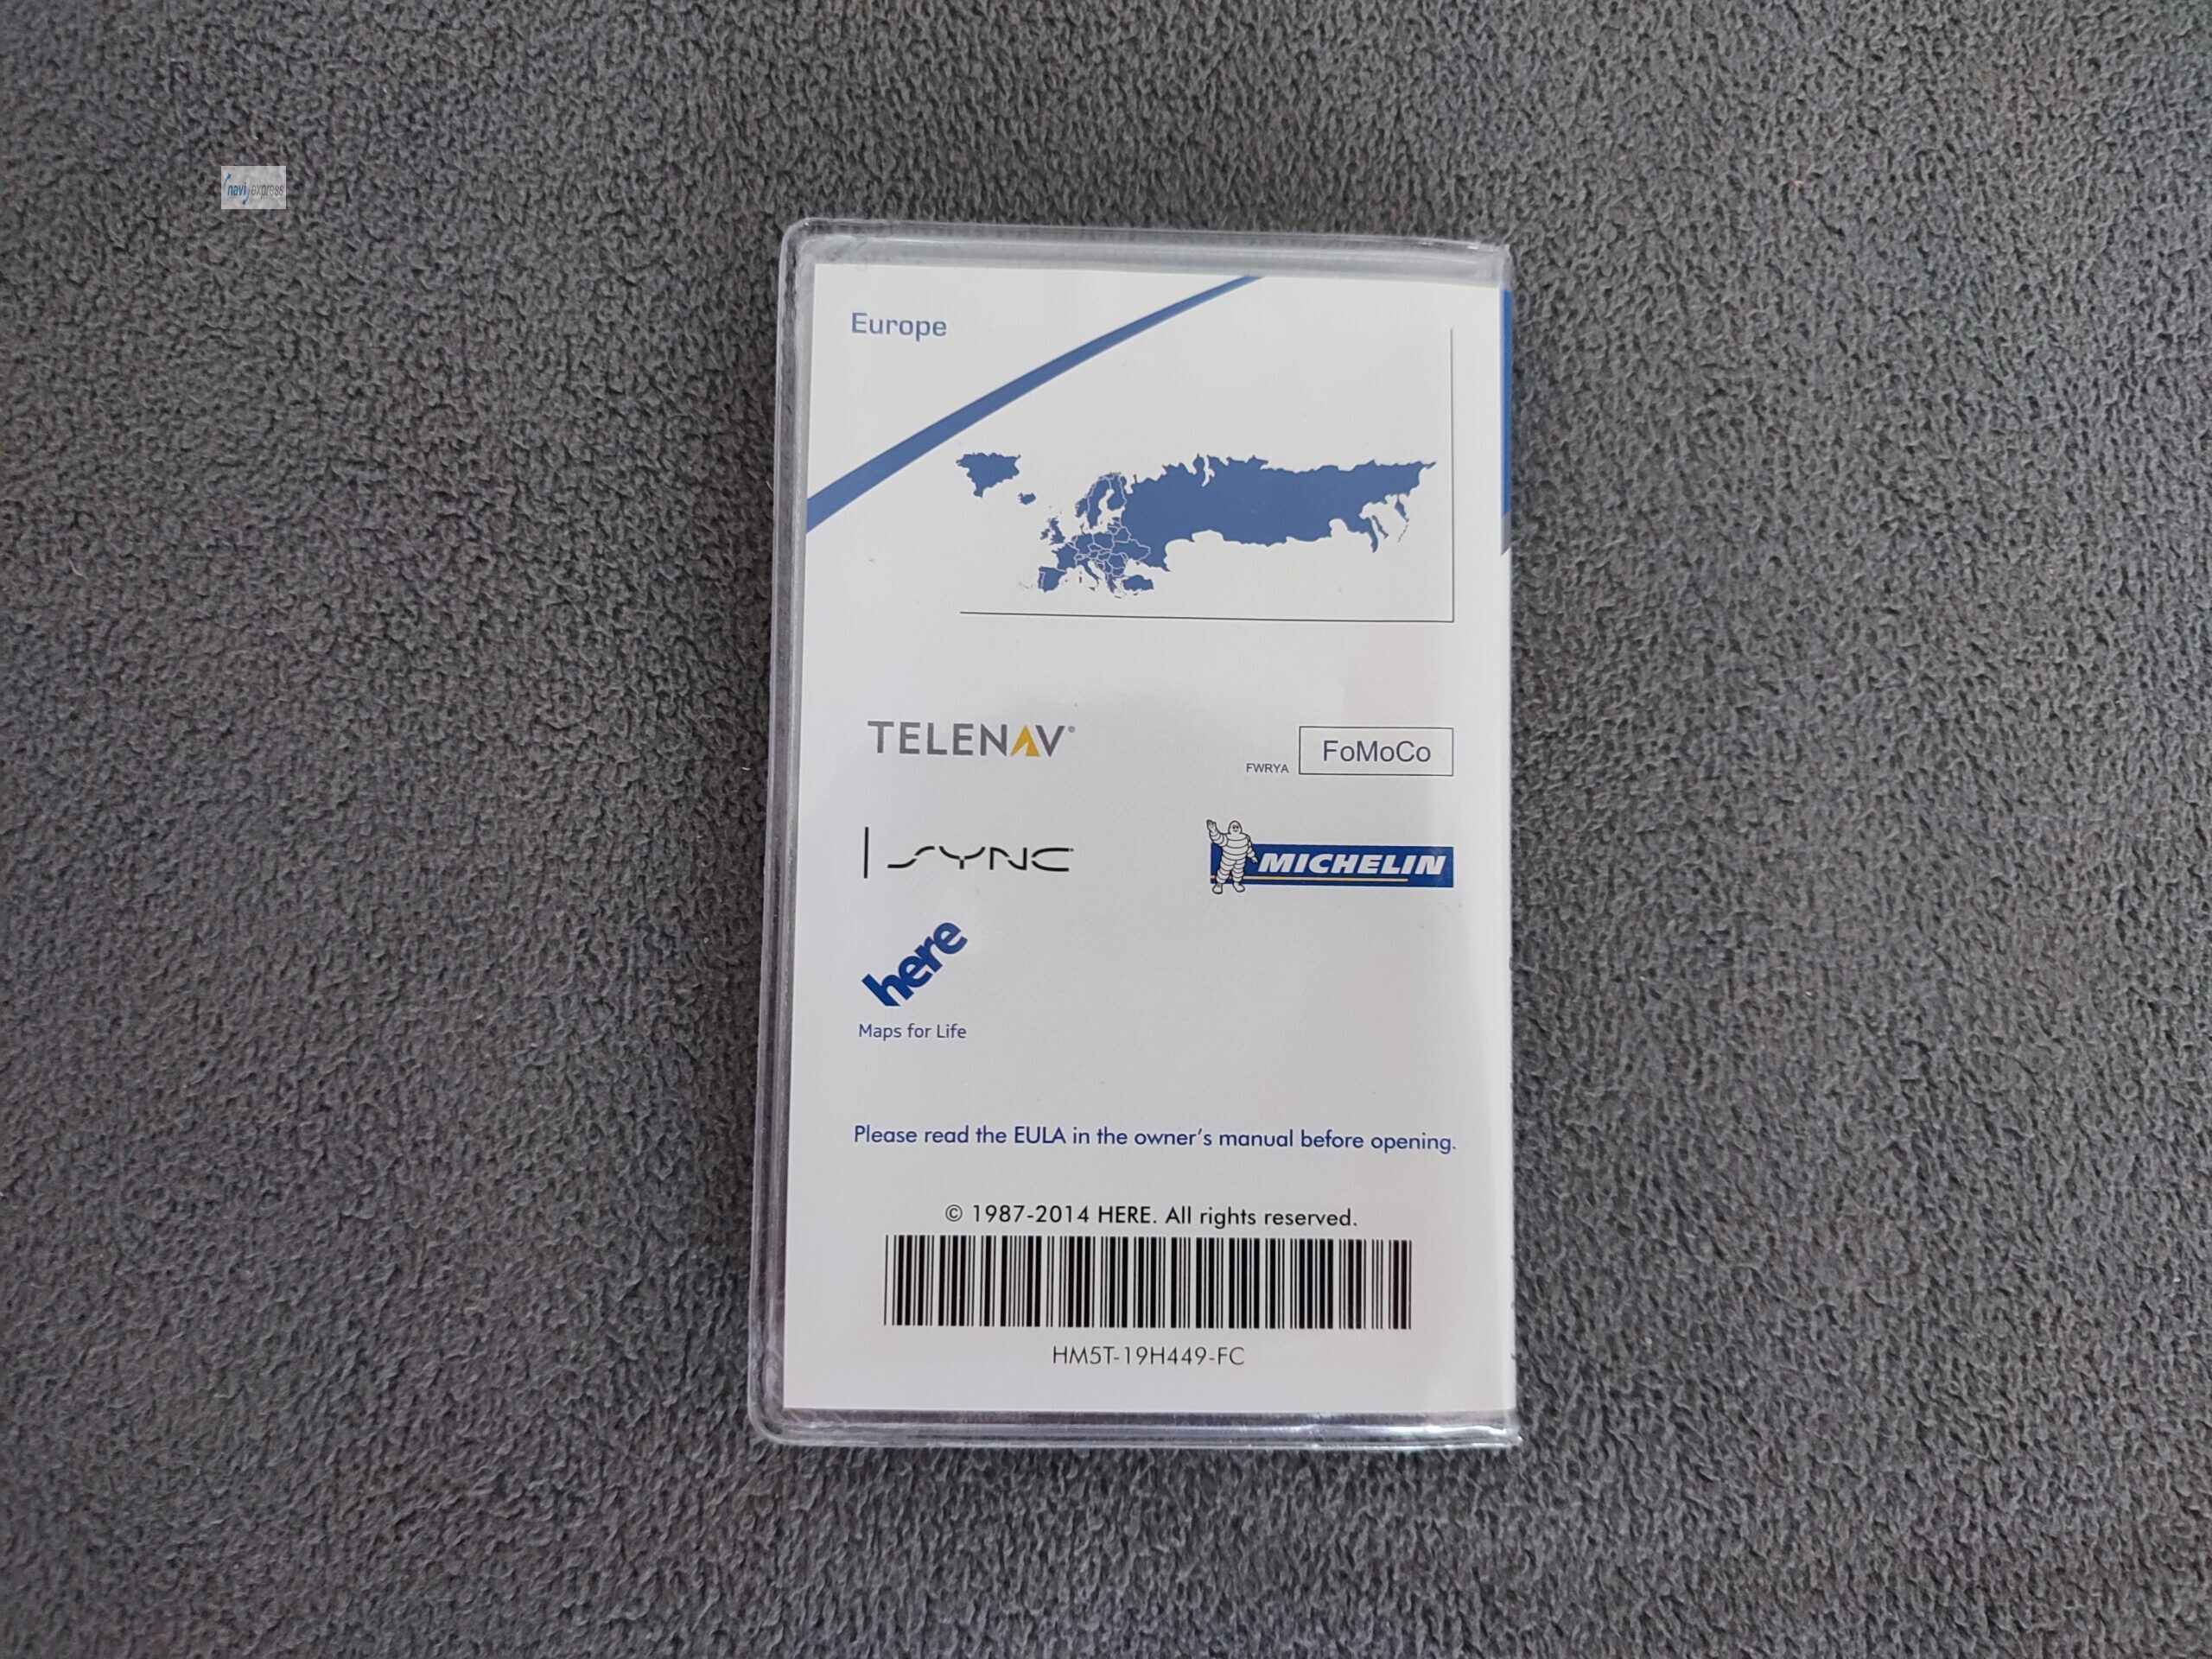 navi express
Europe
TELENAV®
FWRYA
FoMoCo
SYNC
MICHELIN
here
Maps for Life
Please read the EULA in the owner's manual before opening.
© 1987-2014 HERE. All rights reserved.
HM5T-19H449-FC